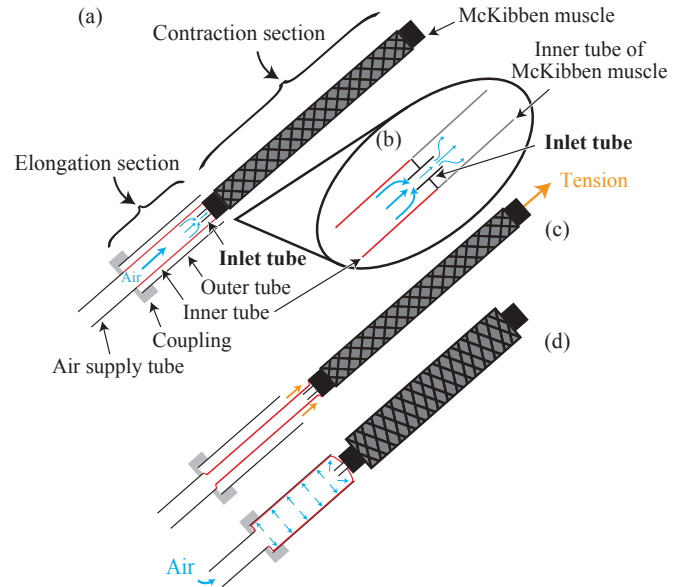 (a)
McKibben muscle
Contraction section
Inner tube of
McKibben muscle
(b)
Inlet tube
Elongation section
Tension
(c)
Inlet tube
Air
Outer tube
Inner tube
Coupling
Air supply tube
(d)
Air